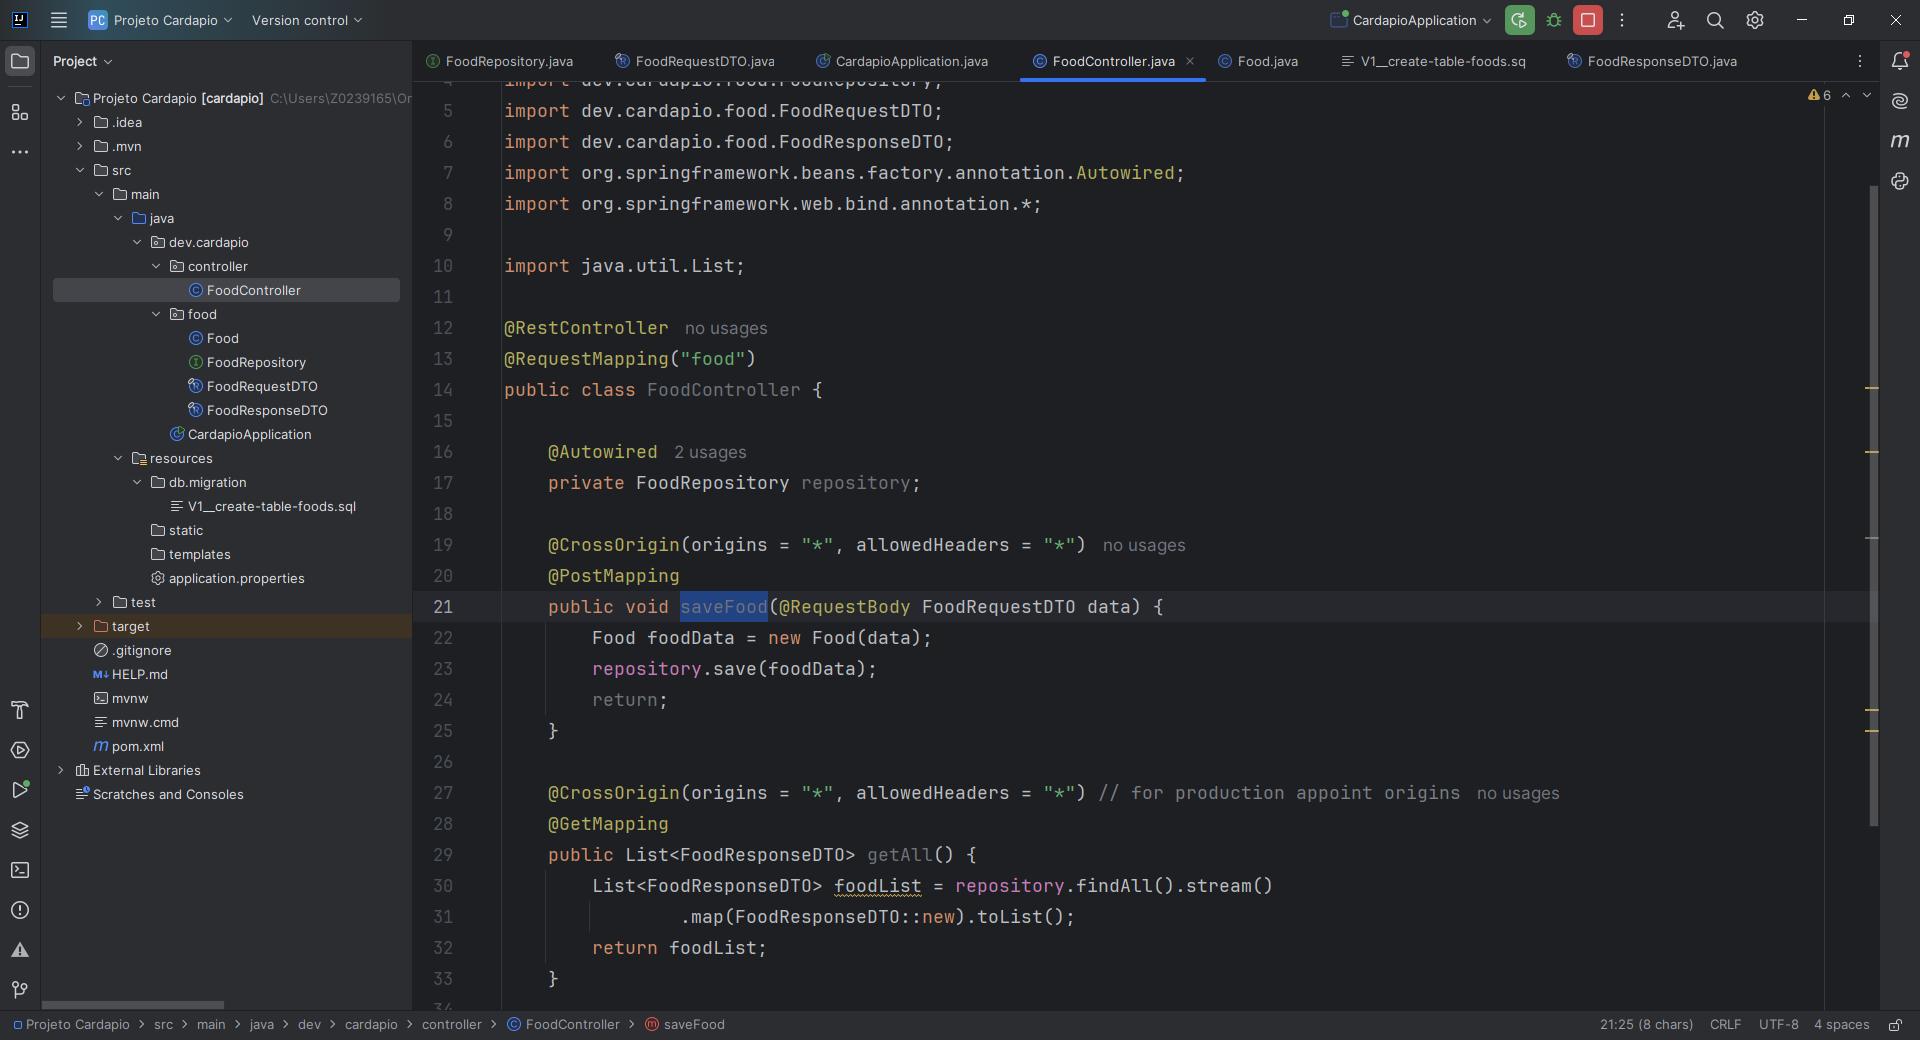 PC Projeto Cardapio Version control CardapioApplication
Project
FoodRepository.java FoodRequestDTO.java CardapioApplication.java FoodController.java Food.java V1__create-table-foods.sq FoodResponseDTO.java
6
Projeto Cardapio [cardapio] C:\Users\Z0239165\Or
.idea
.mvn
src
main
java
dev.cardapio
controller
FoodController
food
Food
FoodRepository
FoodRequestDTO
FoodResponseDTO
CardapioApplication
resources
db.migration
V1__create-table-foods.sql
static
templates
application.properties
test
target
.gitignore
HELP.md
mvnw
mvnw.cmd
pom.xml
External Libraries
Scratches and Consoles
4 import dev.cardapio.food.FoodRepository;
5 import dev.cardapio.food.FoodRequestDTO;
6 import dev.cardapio.food.FoodResponseDTO;
7 import org.springframework.beans.factory.annotation.Autowired;
8 import org.springframework.web.bind.annotation.*;
9
10 import java.util.List;
11
12 @RestController no usages
13 @RequestMapping("food")
14 public class FoodController {
15
16 @Autowired 2 usages
17 private FoodRepository repository;
18
19 @CrossOrigin(origins = "*", allowedHeaders = "*") no usages
20 @PostMapping
21 public void saveFood(@RequestBody FoodRequestDTO data) {
22 Food foodData = new Food(data);
23 repository.save(foodData);
24 return;
25 }
26
27 @CrossOrigin(origins = "*", allowedHeaders = "*") // for production appoint origins no usages
28 @GetMapping
29 public List<FoodResponseDTO> getAll() {
30 List<FoodResponseDTO> foodList = repository.findAll().stream()
31 .map(FoodResponseDTO::new).toList();
32 return foodList;
33 }
34
Projeto Cardapio > src > main > java > dev > cardapio > controller > FoodController > saveFood 21:25 (8 chars) CRLF UTF-8 4 spaces